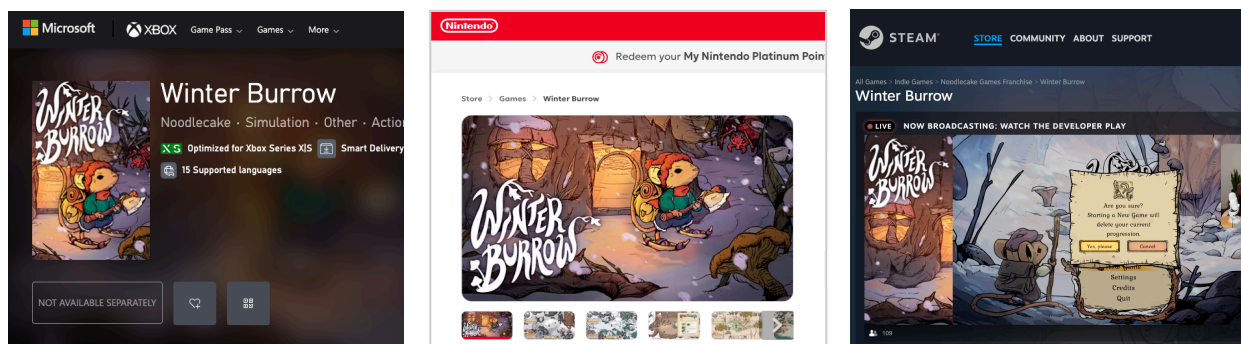 Microsoft
XBOX
Game Pass
Games
More
WINTER BURROW
Winter Burrow
Noodlecake · Simulation · Other · Actio
X|S Optimized for Xbox Series X|S
Smart Delivery
15 Supported languages
NOT AVAILABLE SEPARATELY
Nintendo
Redeem your My Nintendo Platinum Poin
Store > Games > Winter Burrow
WINTER BURROW
STEAM
STORE COMMUNITY ABOUT SUPPORT
All Games > Indie Games > Noodlecake Games Franchise > Winter Burrow
Winter Burrow
LIVE NOW BROADCASTING: WATCH THE DEVELOPER PLAY
WINTER BURROW
Are you sure?
Starting a New Game will
delete your current
progression.
Yes, please
Cancel
Settings
Credits
Quit
109